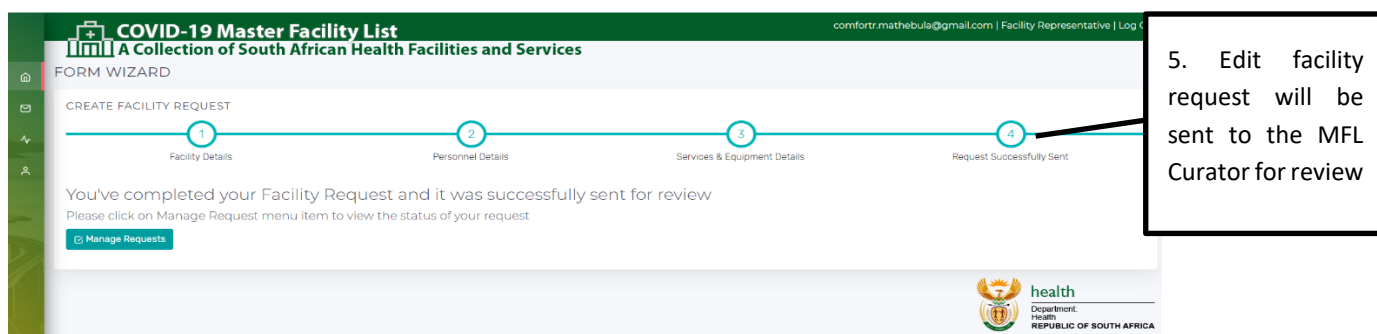 COVID-19 Master Facility List
A Collection of South African Health Facilities and Services
comfortr.mathebula@gmail.com | Facility Representative | Log
FORM WIZARD
CREATE FACILITY REQUEST
1
2
3
4
Facility Details
Personnel Details
Services & Equipment Details
Request Successfully Sent
You've completed your Facility Request and it was successfully sent for review
Please click on Manage Request menu item to view the status of your request
Manage Requests
5. Edit facility
request will be
sent to the MFL
Curator for review
health
Department:
Health
REPUBLIC OF SOUTH AFRICA